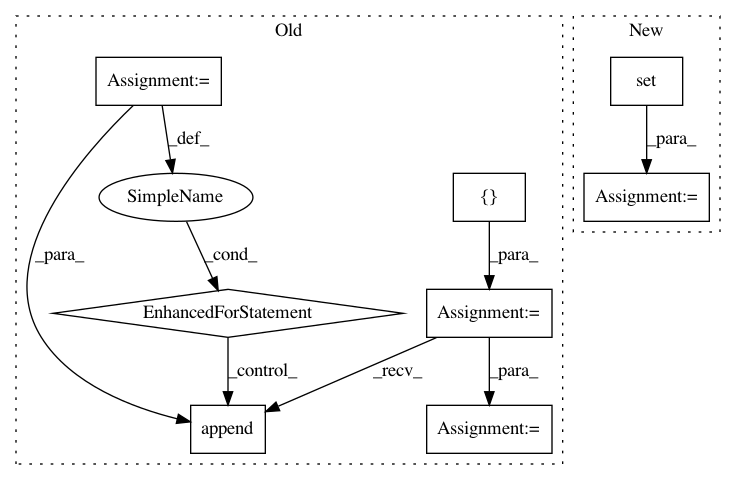 Old
New
Assignment:=
set
_def_
_para_
SimpleName
{}
Assignment:=
_para_
_cond_
_para_
EnhancedForStatement
Assignment:=
_control_
_recv_
_para_
append
Assignment:=